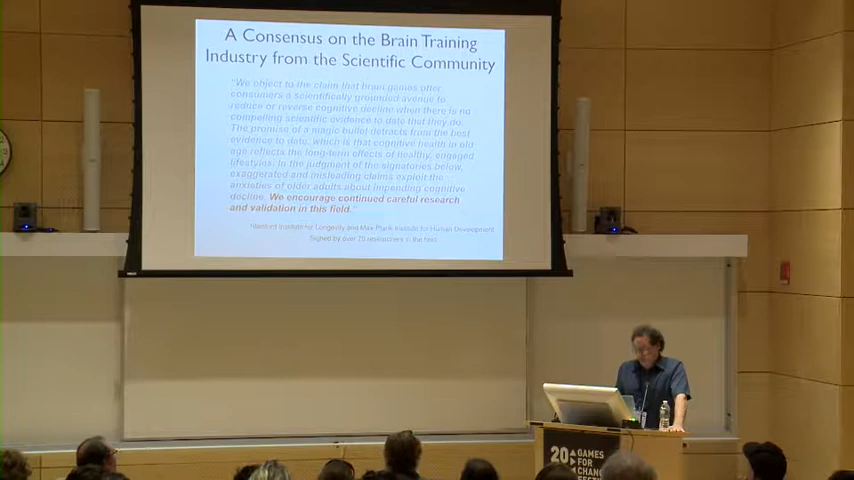 A Consensus on the Brain Training
Industry from the Scientific Community
"We object to the claim that brain games offer
consumers a scientifically grounded avenue to
reduce or reverse cognitive decline when there is no
compelling scientific evidence to date that they do.
The promise of a magic bullet detracts from the best
evidence to date, which is that cognitive health in old
age reflects the long-term effects of healthy, engaged
lifestyles. In the judgment of the signatories below,
exaggerated and misleading claims exploit the
anxieties of older adults about impending cognitive
decline. We encourage continued careful research
and validation in this field."
*Stanford Institute for Longevity and Max Plank Institute for Human Development
Signed by over 70 researchers in the field
20
GAMES
FOR
CHANGE
FESTIVAL